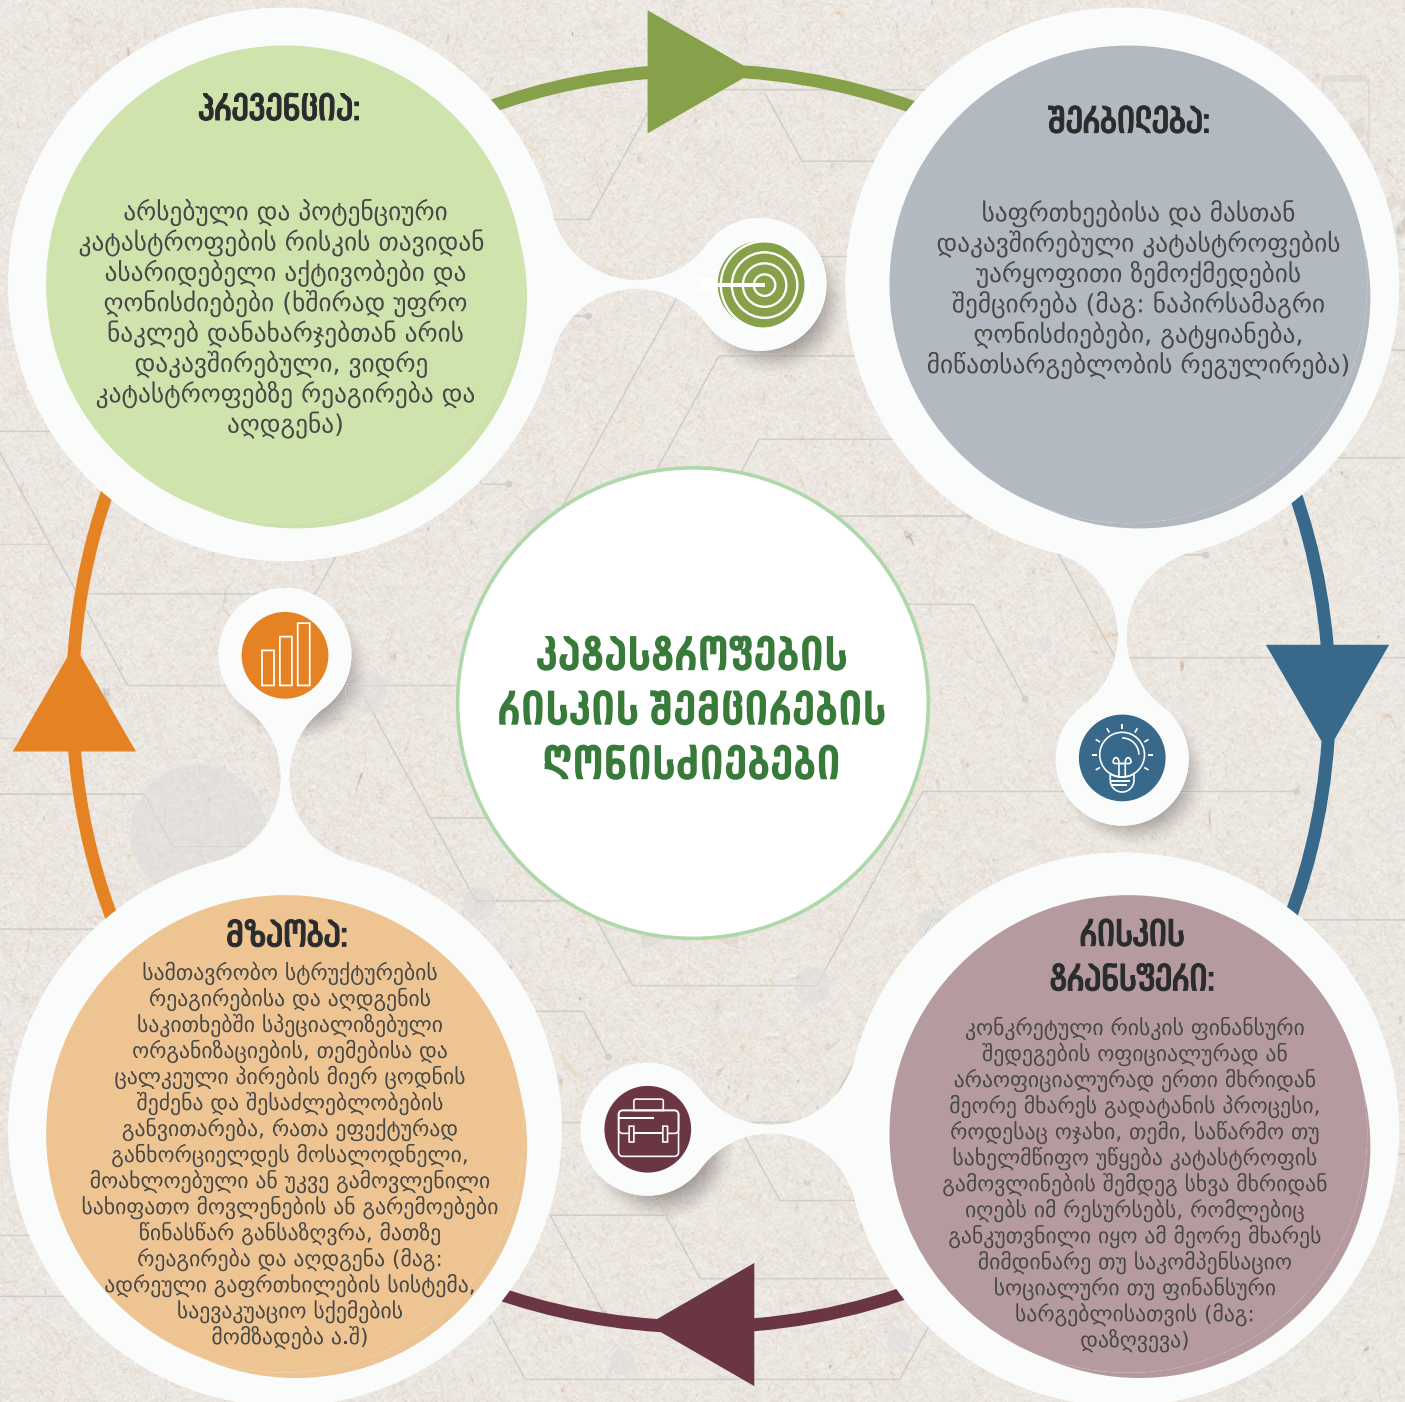 პრევენცია:
არსებული და პოტენციური
კატასტროფების რისკის თავიდან
ასარიდებელი აქტივობები და
ღონისძიებები (ხშირად უფრო
ნაკლებ დანახარჯებთან არის
დაკავშირებული, ვიდრე
კატასტროფებზე რეაგირება და
აღდგენა)
შერბილება:
საფრთხეებისა და მასთან
დაკავშირებული კატასტროფების
უარყოფითი ზემოქმედების
შემცირება (მაგ: ნაპირსამაგრი
ღონისძიებები, გატყიანება,
მიწათსარგებლობის რეგულირება)
კატასტროფების
რისკის შემცირების
ღონისძიებები
მზაობა:
სამთავრობო სტრუქტურების
რეაგირებისა და აღდგენის
საკითხებში სპეციალიზებული
ორგანიზაციების, თემებისა და
ცალკეული პირების მიერ ცოდნის
შეძენა და შესაძლებლობების
განვითარება, რათა ეფექტურად
განხორციელდეს მოსალოდნელი,
მოახლოებული ან უკვე გამოვლენილი
სახიფათო მოვლენების ან გარემოებები
წინასწარ განსაზღვრა, მათზე
რეაგირება და აღდგენა (მაგ:
ადრეული გაფრთხილების სისტემა,
საევაკუაციო სქემების
მომზადება ა.შ)
რისკის
ტრანსფერი:
კონკრეტული რისკის ფინანსური
შედეგების ოფიციალურად ან
არაოფიციალურად ერთი მხრიდან
მეორე მხარეს გადატანის პროცესი,
როდესაც ოჯახი, თემი, საწარმო თუ
სახელმწიფო უწყება კატასტროფის
გამოვლინების შემდეგ სხვა მხრიდან
იღებს იმ რესურსებს, რომლებიც
განკუთვნილი იყო ამ მეორე მხარეს
მიმდინარე თუ საკომპენსაციო
სოციალური თუ ფინანსური
სარგებლისათვის (მაგ:
დაზღვევა)